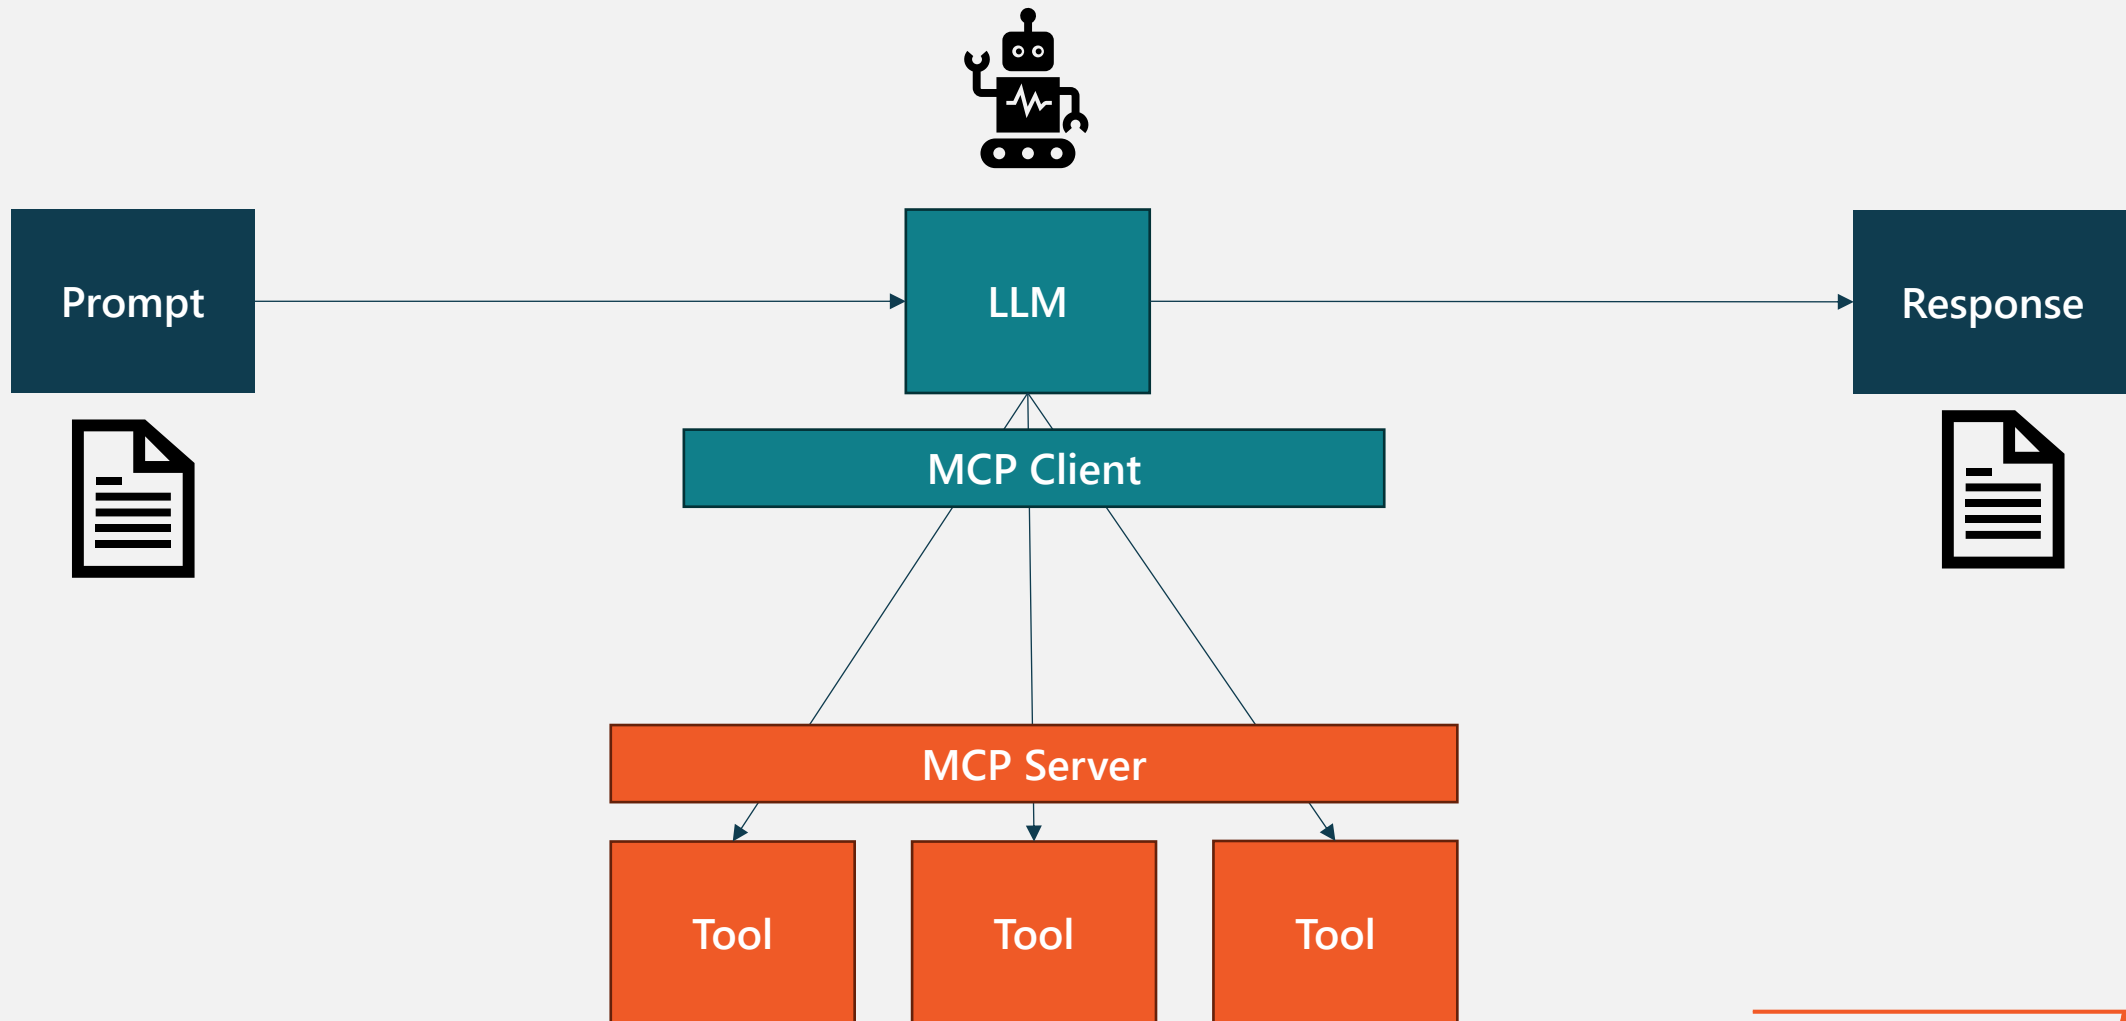 Prompt
LLM
Response
MCP Client
MCP Server
Tool
Tool
Tool